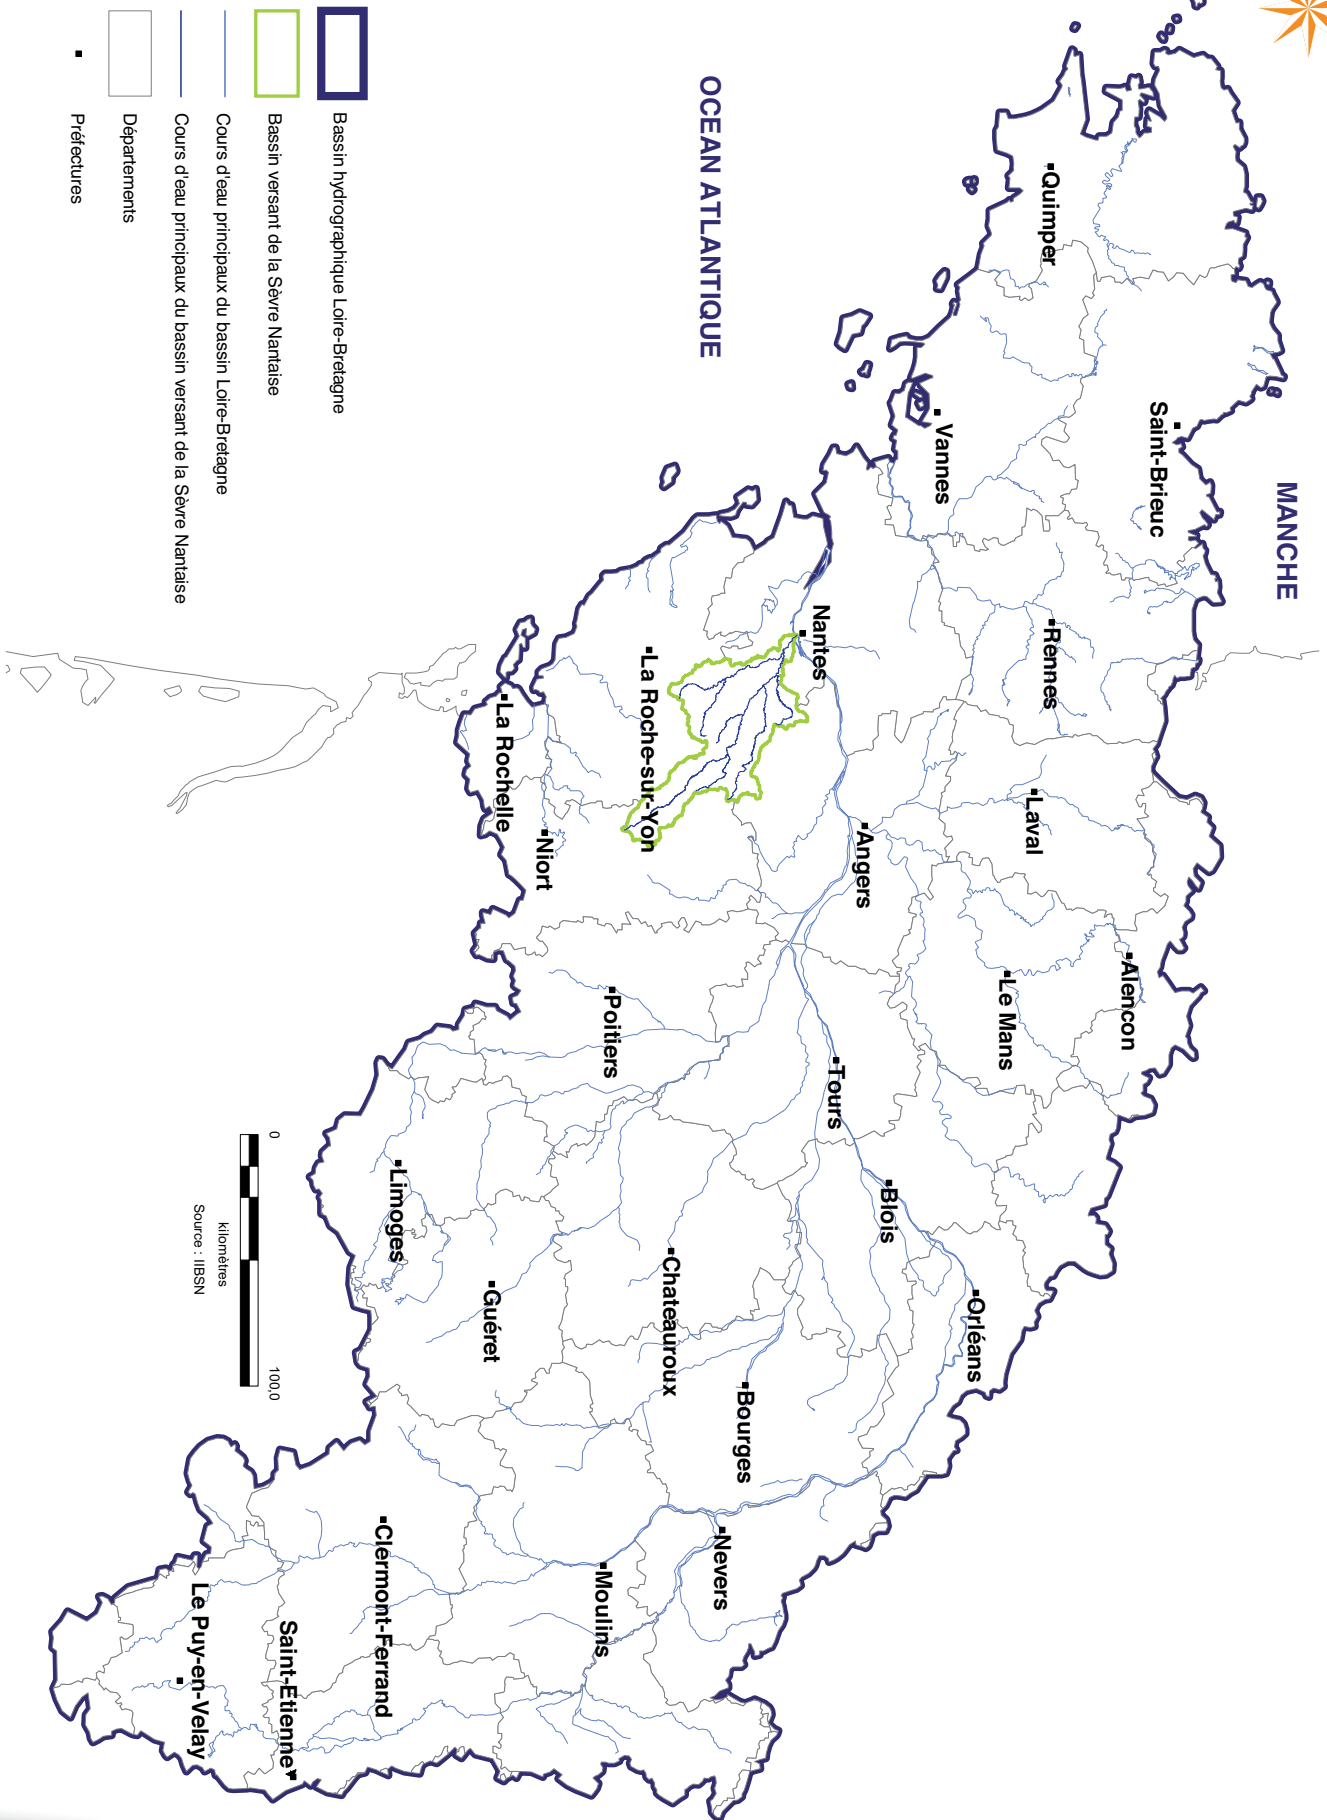 MANCHE
OCEAN ATLANTIQUE
Quimper
Saint-Brieuc
Vannes
Rennes
Nantes
La Roche-sur-Yon
La Rochelle
Niort
Laval
Angers
Alencon
Le Mans
Poitiers
Tours
Blois
Orléans
Limoges
Guéret
Chateauroux
Bourges
Nevers
Moulins
Clermont-Ferrand
Saint-Etienne
Le Puy-en-Velay
Bassin hydrographique Loire-Bretagne
Bassin versant de la Sèvre Nantaise
Cours d'eau principaux du bassin Loire-Bretagne
Cours d'eau principaux du bassin versant de la Sèvre Nantaise
Départements
Préfectures
0
100,0
kilomètres
Source : IIBSN